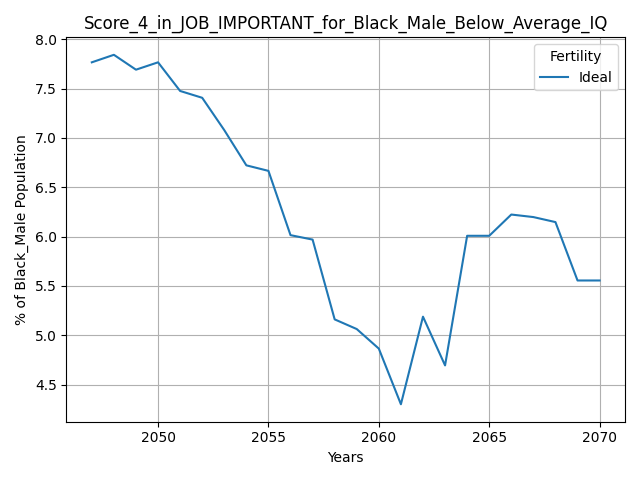 Score_4_in_JOB_IMPORTANT_for_Black_Male_Below_Average_IQ
Fertility
Ideal
8.0
7.5
7.0
6.5
6.0
5.5
5.0
4.5
% of Black_Male Population
2050
2055
2060
2065
2070
Years